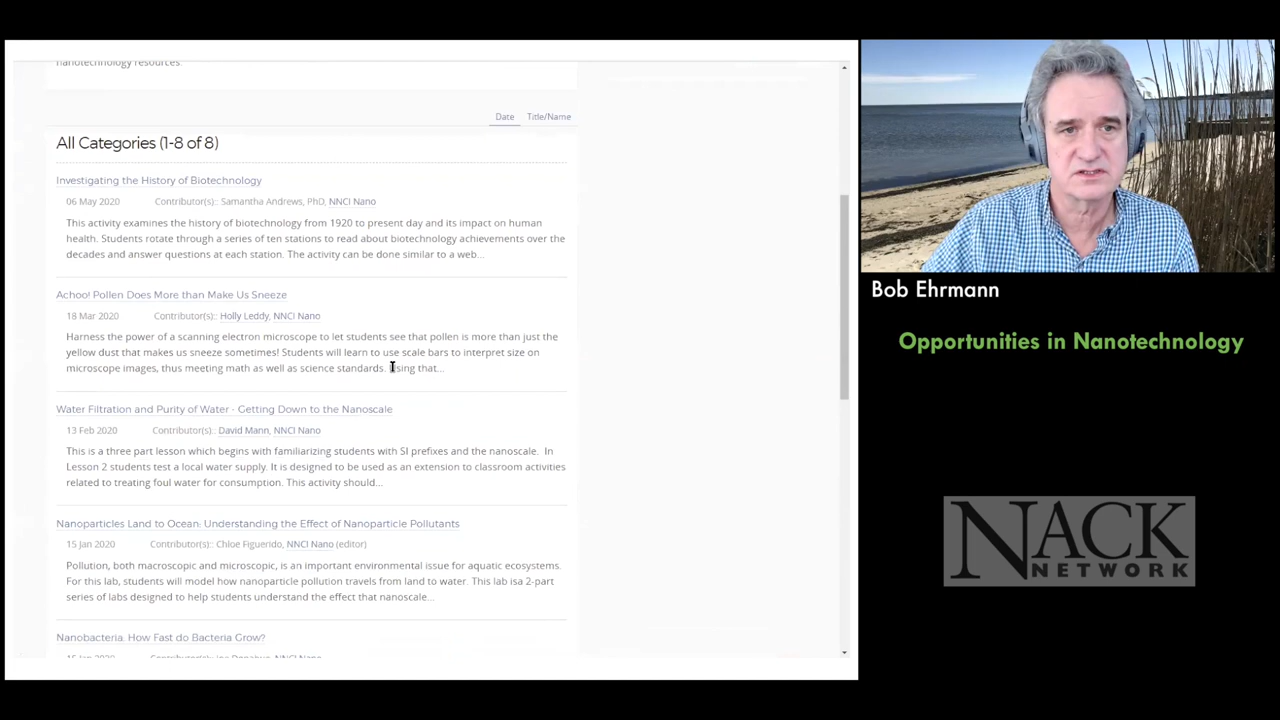 nanotechnology resources.
Date Title/Name
All Categories (1-8 of 8)
Investigating the History of Biotechnology
06 May 2020 Contributor(s):: Samantha Andrews, PhD, NNCI Nano
This activity examines the history of biotechnology from 1920 to present day and its impact on human
health. Students rotate through a series of ten stations to read about biotechnology achievements over the
decades and answer questions at each station. The activity can be done similar to a web...
Achoo! Pollen Does More than Make Us Sneeze
18 Mar 2020 Contributor(s):: Holly Leddy, NNCI Nano
Harness the power of a scanning electron microscope to let students see that pollen is more than just the
yellow dust that makes us sneeze sometimes! Students will learn to use scale bars to interpret size on
microscope images, thus meeting math as well as science standards. Using that...
Water Filtration and Purity of Water - Getting Down to the Nanoscale
13 Feb 2020 Contributor(s):: David Mann, NNCI Nano
This is a three part lesson which begins with familiarizing students with SI prefixes and the nanoscale. In
Lesson 2 students test a local water supply. It is designed to be used as an extension to classroom activities
related to treating foul water for consumption. This activity should...
Nanoparticles Land to Ocean: Understanding the Effect of Nanoparticle Pollutants
15 Jan 2020 Contributor(s):: Chloe Figuerido, NNCI Nano (editor)
Pollution, both macroscopic and microscopic, is an important environmental issue for aquatic ecosystems.
For this lab, students will model how nanoparticle pollution travels from land to water. This lab isa 2-part
series of labs designed to help students understand the effect that nanoscale...
Nanobacteria. How Fast do Bacteria Grow?
15 Jan 2020 Contributor(s):: NNCI Nano
Bob Ehrmann
Opportunities in Nanotechnology
NACK
NETWORK